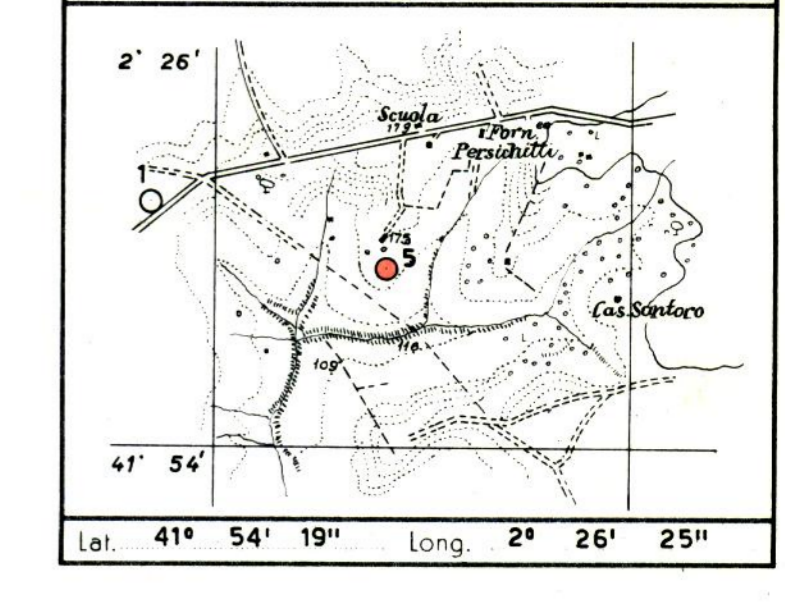 2° 26'
Scuola
179
Forn.
Persichitti
1
175
5
Cas. Santoro
L
L
116
109
41° 54'
Lat. 41° 54' 19" Long. 2° 26' 25"